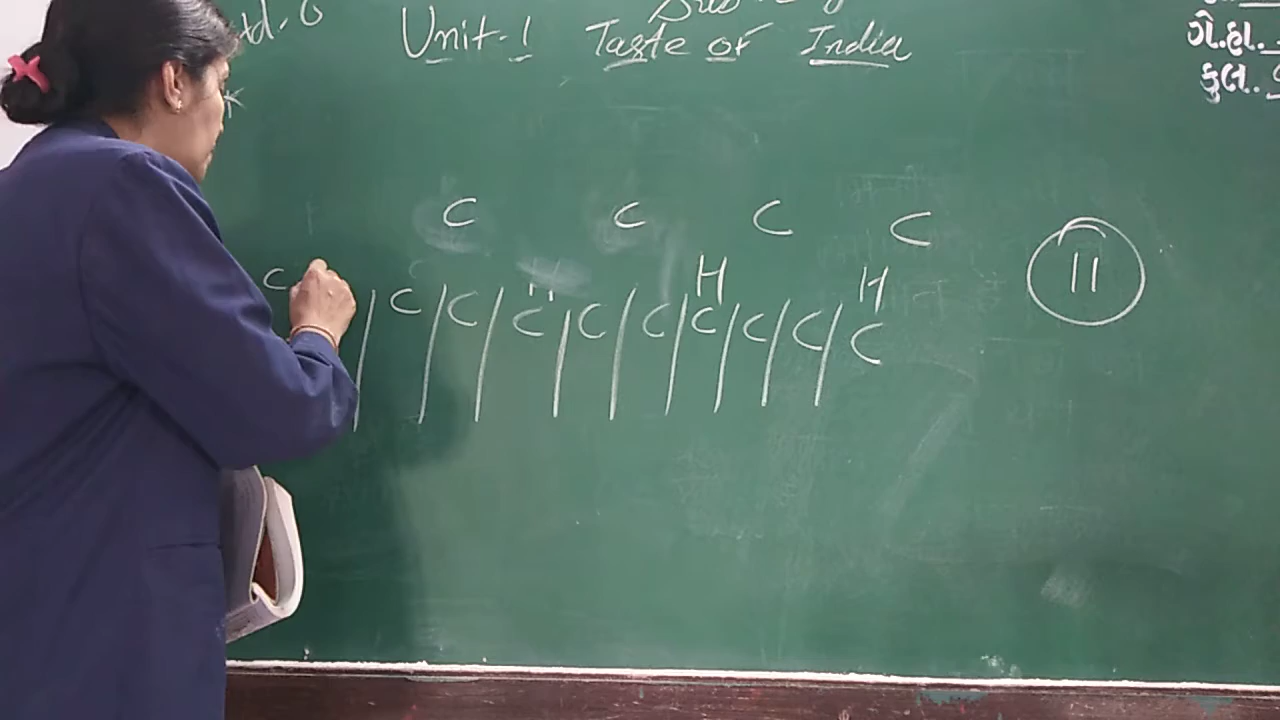 Unit-1 Taste of India
ગે.હા.
કુલ.
C C C C
H H H
C C C C C C C C C C
11